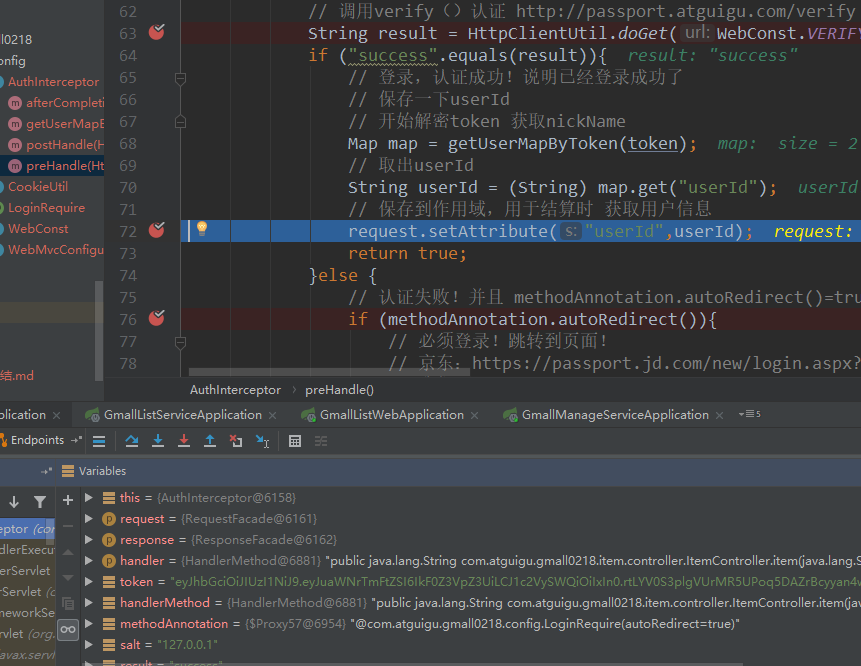 62 // 调用verify（）认证 http://passport.atguigu.com/verify
ll0218
63 String result = HttpClientUtil.doGet( url: WebConst.VERIFY
onfig
64 if ("success".equals(result)){ result: "success"
AuthInterceptor
65 // 登录，认证成功！说明已经登录成功了
m afterCompleti
66 // 保存一下userId
m getUserMapB
67 // 开始解密token 获取nickName
m postHandle(H
68 Map map = getUserMapByToken(token); map: size = 2
m preHandle(Ht
69 // 取出userId
CookieUtil
70 String userId = (String) map.get("userId"); userId
LoginRequire
71 // 保存到作用域，用于结算时 获取用户信息
WebConst
72 request.setAttribute( s: "userId",userId); request:
WebMvcConfigu
73 return true;
74 }else {
75 // 认证失败！并且 methodAnnotation.autoRedirect()=tru
76 if (methodAnnotation.autoRedirect()){
77 // 必须登录！跳转到页面！
78 // 京东：https://passport.jd.com/new/login.aspx?
结.md
AuthInterceptor › preHandle()
plication × GmallListServiceApplication × GmallListWebApplication × GmallManageServiceApplication × 5
Endpoints
Variables
this = {AuthInterceptor@6158}
p request = {RequestFacade@6161}
eptor (con
p response = {ResponseFacade@6162}
dlerExecu
p handler = {HandlerMethod@6881} "public java.lang.String com.atguigu.gmall0218.item.controller.ItemController.item(java.lang.S
erServlet
token = "eyJhbGciOiJIUzI1NiJ9.eyJuaWNrTmFtZSI6IkF0Z3VpZ3UiLCJ1c2VySWQiOiIxIn0.rtLYV0S3plgVUrMR5UPoq5DAZrBcyyan4w
rServlet (c
handlerMethod = {HandlerMethod@6881} "public java.lang.String com.atguigu.gmall0218.item.controller.ItemController.item(jav
meworkSe
methodAnnotation = {$Proxy57@6954} "@com.atguigu.gmall0218.config.LoginRequire(autoRedirect=true)"
rvlet (org.
salt = "127.0.0.1"
avax.servl
result = "success"